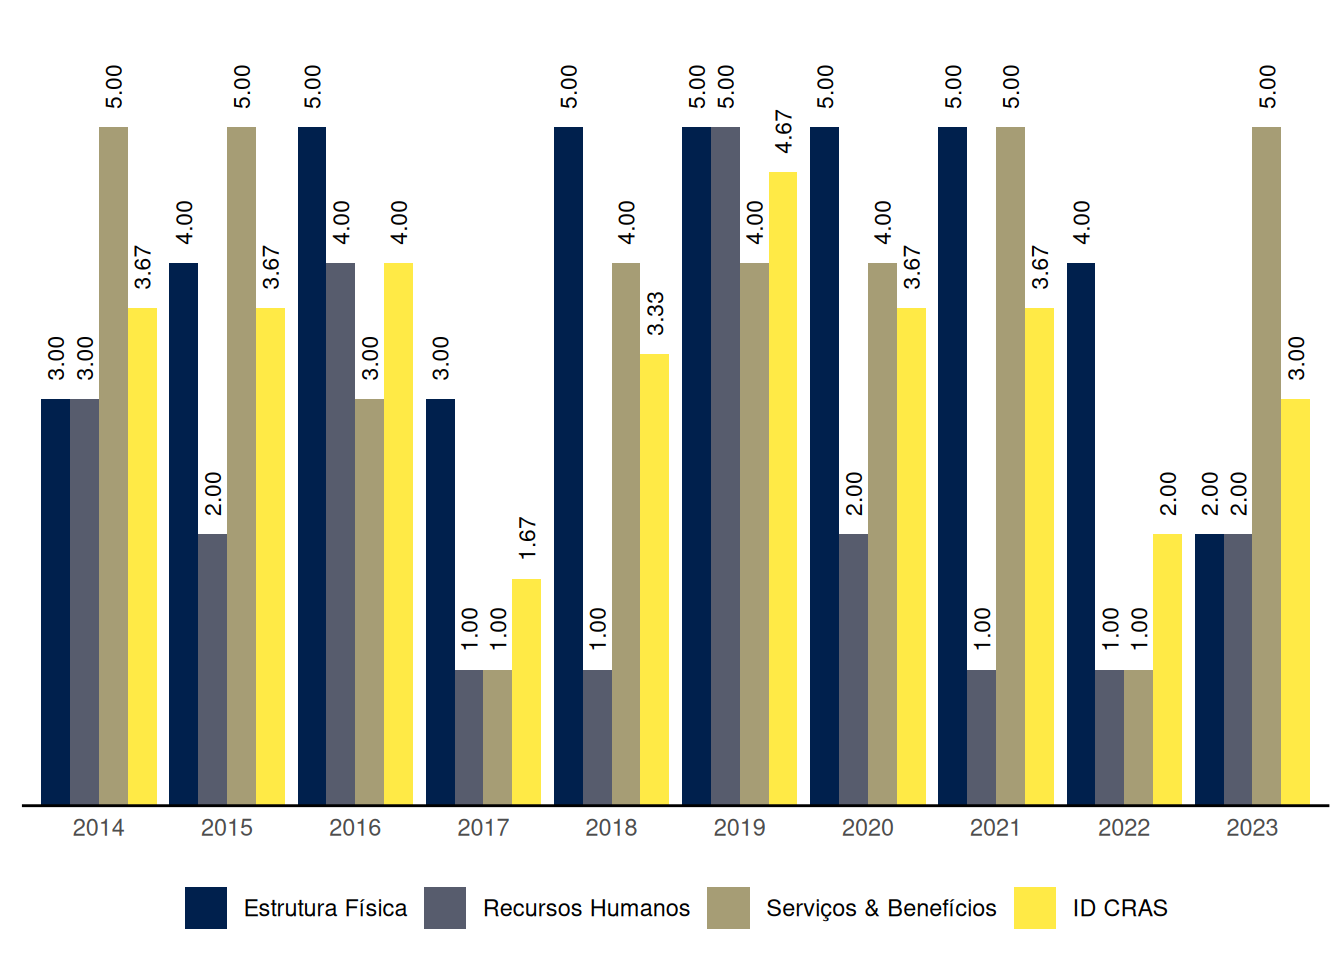 3.00 3.00 5.00 3.67
4.00 2.00 5.00 3.67
5.00 4.00 3.00 4.00
3.00 1.00 1.00 1.67
5.00 1.00 4.00 3.33
5.00 5.00 4.00 4.67
5.00 2.00 4.00 3.67
5.00 1.00 5.00 3.67
4.00 1.00 1.00 2.00
2.00 2.00 5.00 3.00
2014 2015 2016 2017 2018 2019 2020 2021 2022 2023
Estrutura Física Recursos Humanos Serviços & Benefícios ID CRAS